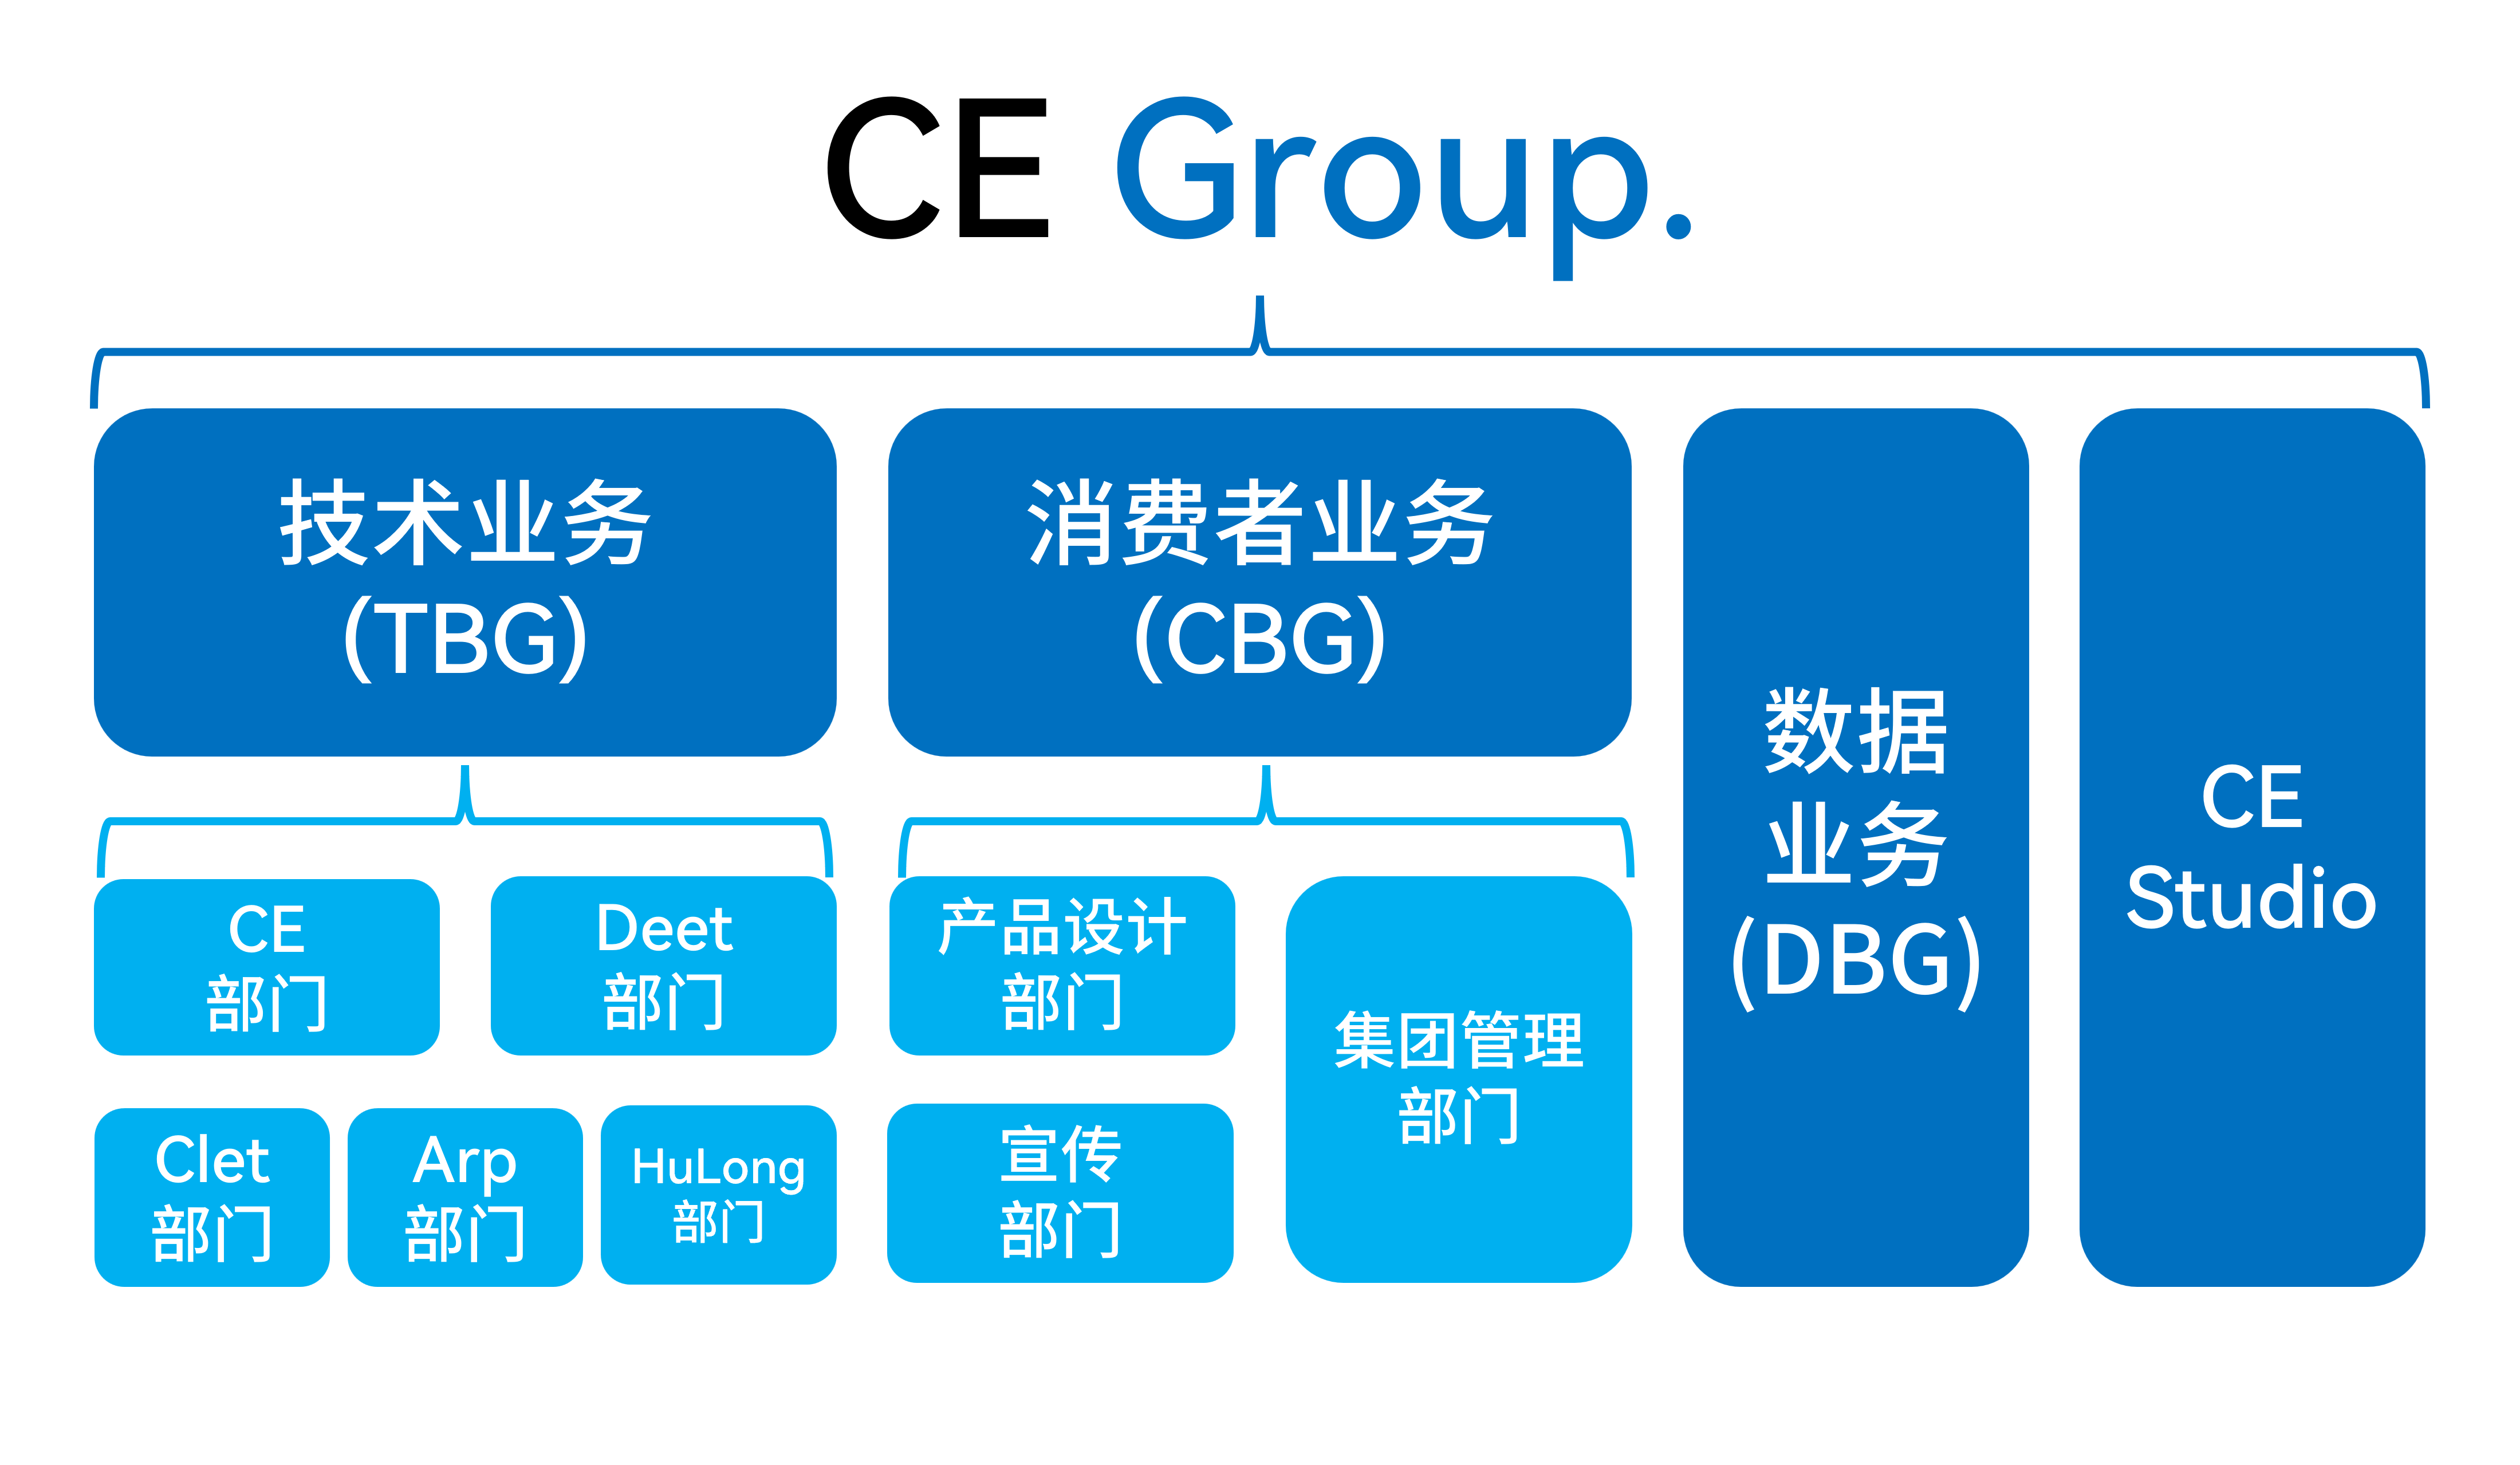 CE Group.
技术业务
(TBG)
消费者业务
(CBG)
数据
业务
(DBG)
CE
Studio
CE
部门
Deet
部门
产品设计
部门
集团管理
部门
Clet
部门
Arp
部门
HuLong
部门
宣传
部门